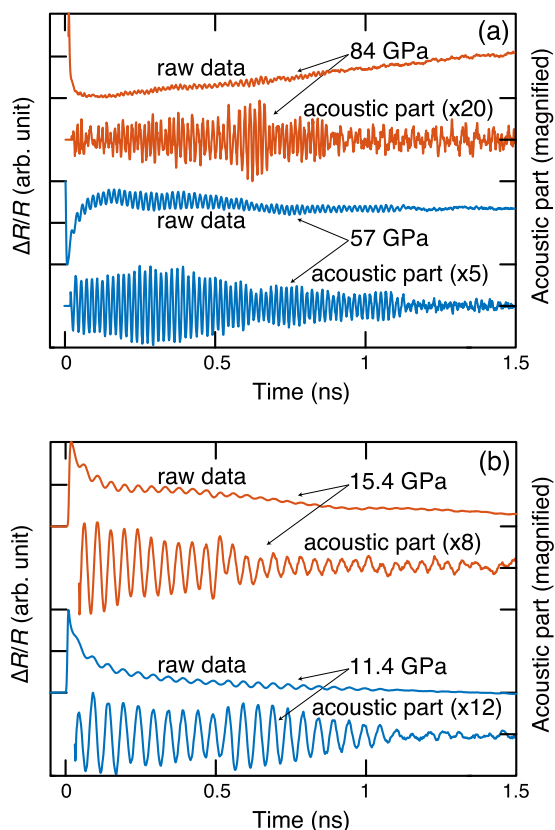 (a)
84 GPa
raw data
acoustic part (x20)
raw data
57 GPa
acoustic part (x5)
ΔR/R (arb. unit)
Acoustic part (magnified)
0 0.5 1 1.5
Time (ns)
(b)
raw data
15.4 GPa
acoustic part (x8)
raw data
11.4 GPa
acoustic part (x12)
ΔR/R (arb. unit)
Acoustic part (magnified)
0 0.5 1 1.5
Time (ns)